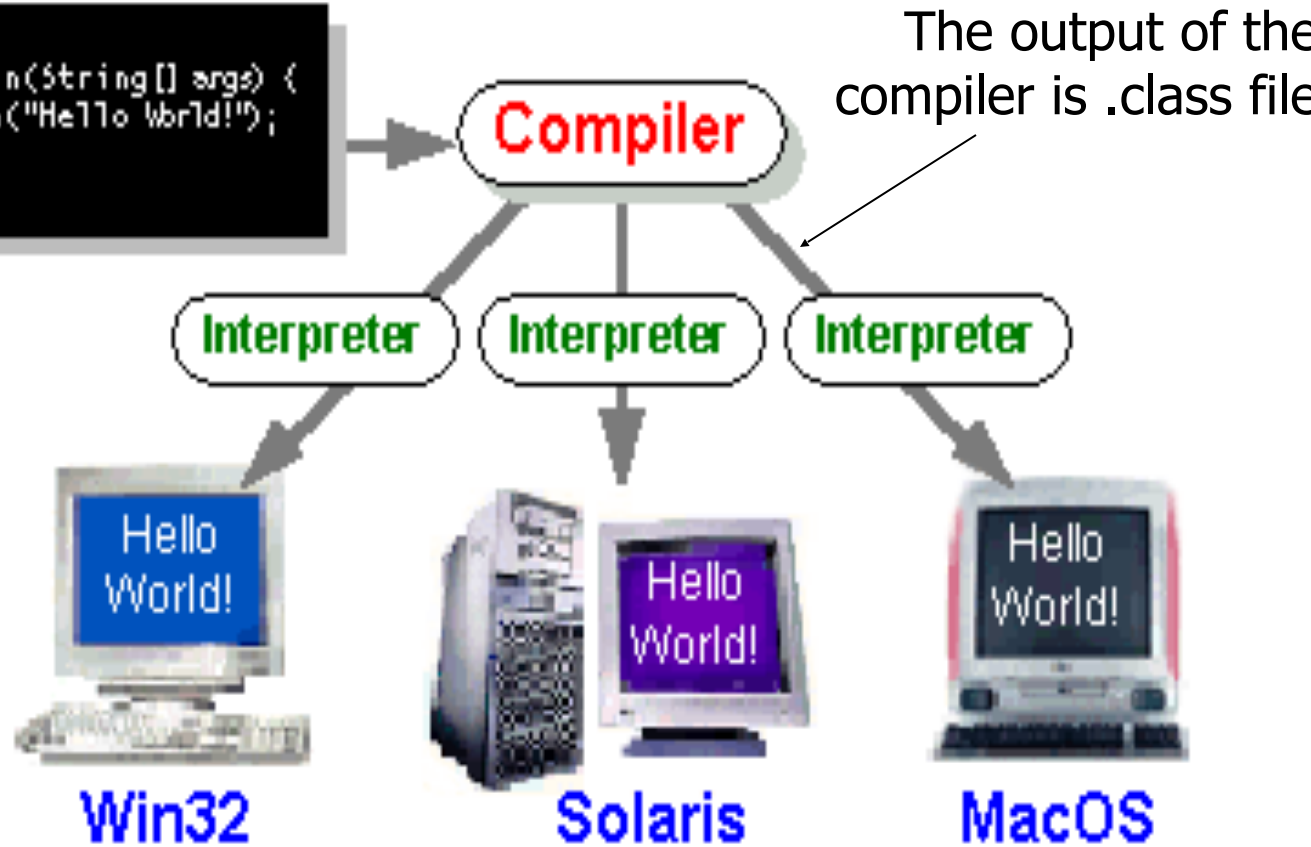 n(String[] args) {
("Hello World!");
The output of the
compiler is .class file
Compiler
Interpreter
Interpreter
Interpreter
Hello
World!
Hello
World!
Hello
World!
Win32
Solaris
MacOS